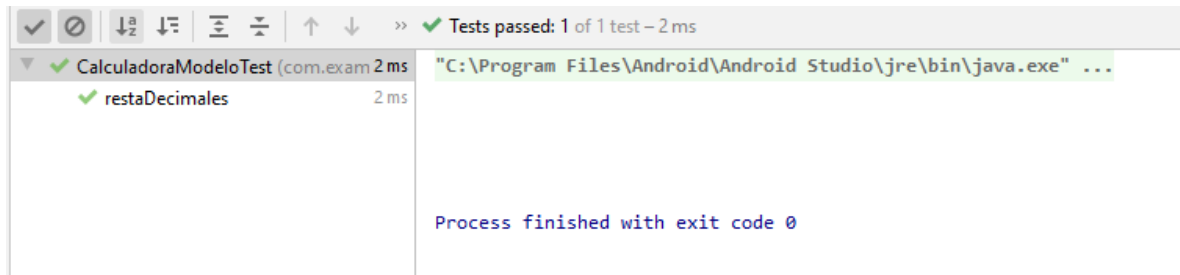 » Tests passed: 1 of 1 test – 2 ms
CalculadoraModeloTest (com.exam 2 ms
restaDecimales 2 ms
"C:\Program Files\Android\Android Studio\jre\bin\java.exe" ...
Process finished with exit code 0